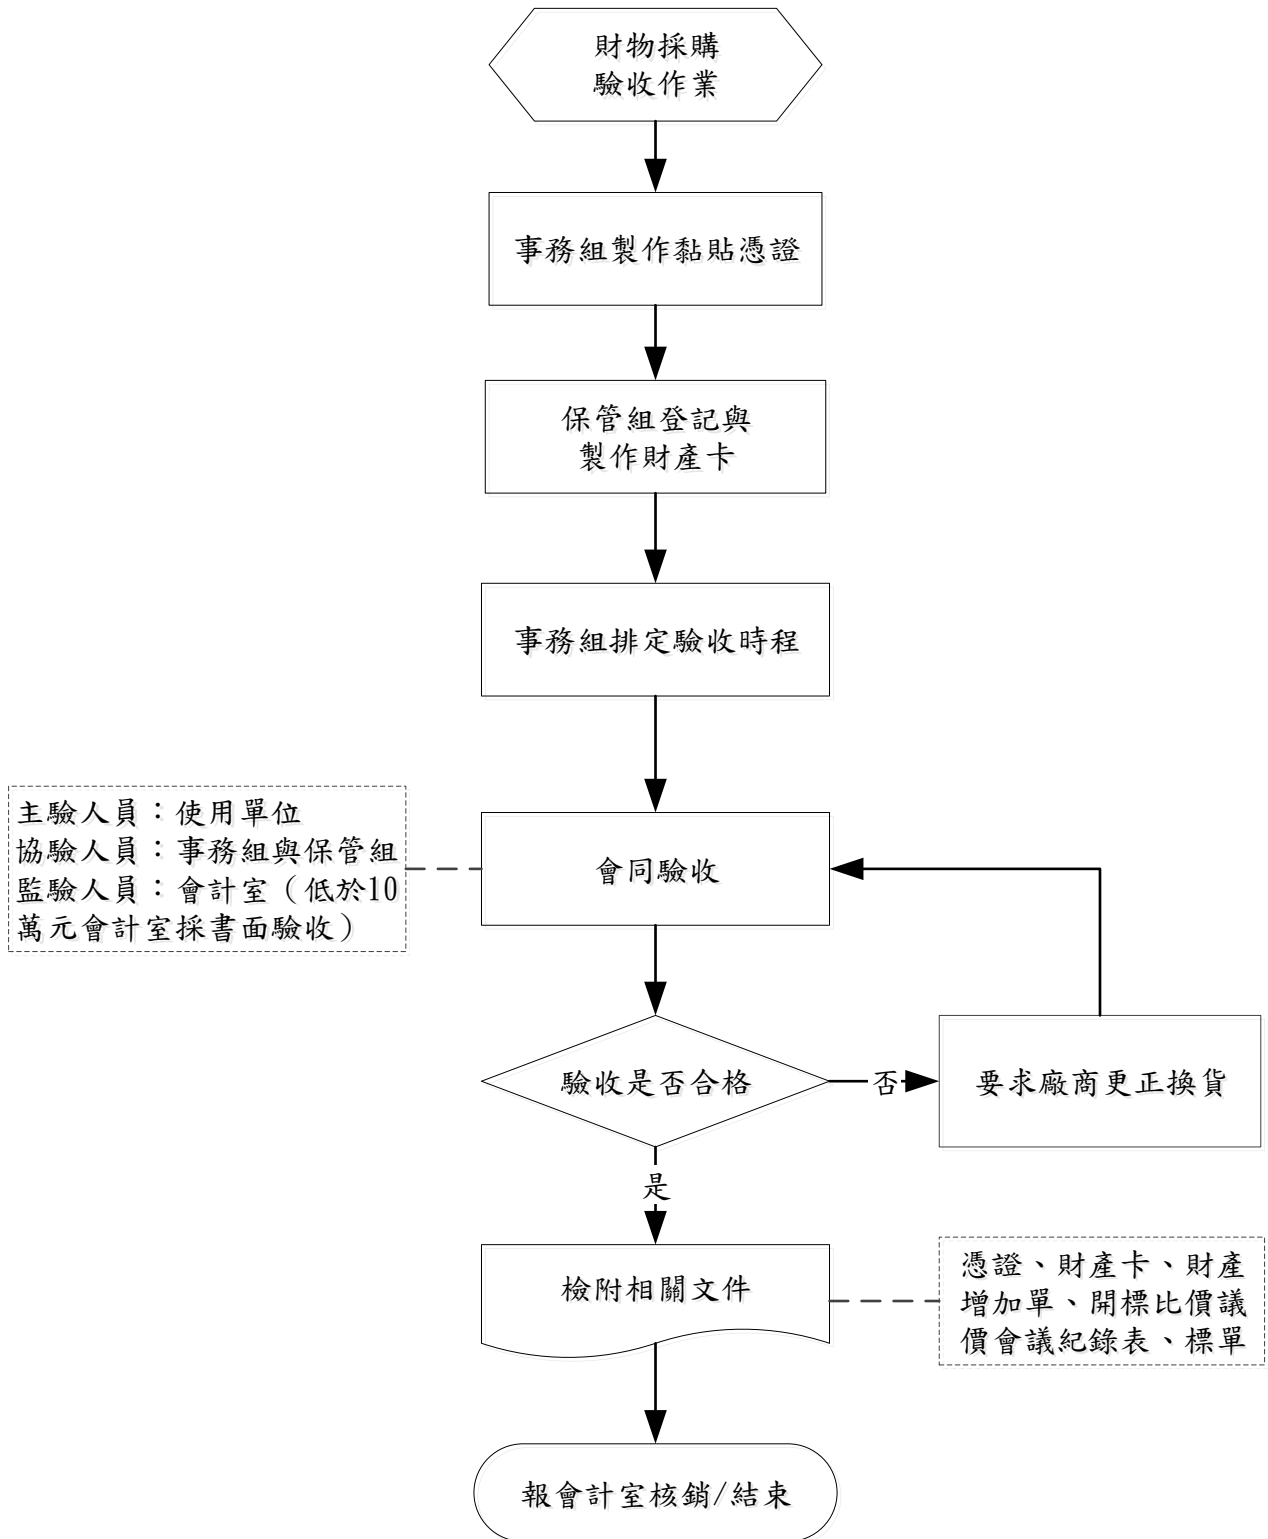 財物採購
驗收作業
事務組製作黏貼憑證
保管組登記與
製作財產卡
事務組排定驗收時程
主驗人員：使用單位
協驗人員：事務組與保管組
監驗人員：會計室（低於10
萬元會計室採書面驗收）
會同驗收
驗收是否合格
否
要求廠商更正換貨
是
檢附相關文件
憑證、財產卡、財產
增加單、開標比價議
價會議紀錄表、標單
報會計室核銷/結束